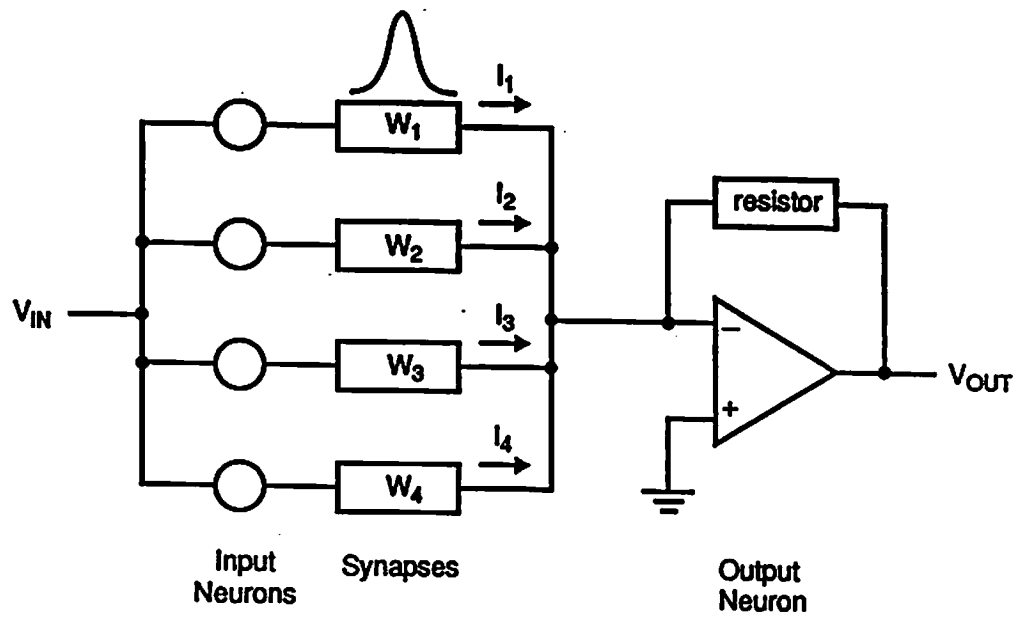 I1
W1
I2
resistor
W2
VIN
I3
W3
−
+
VOUT
I4
W4
Input
Neurons
Synapses
Output
Neuron